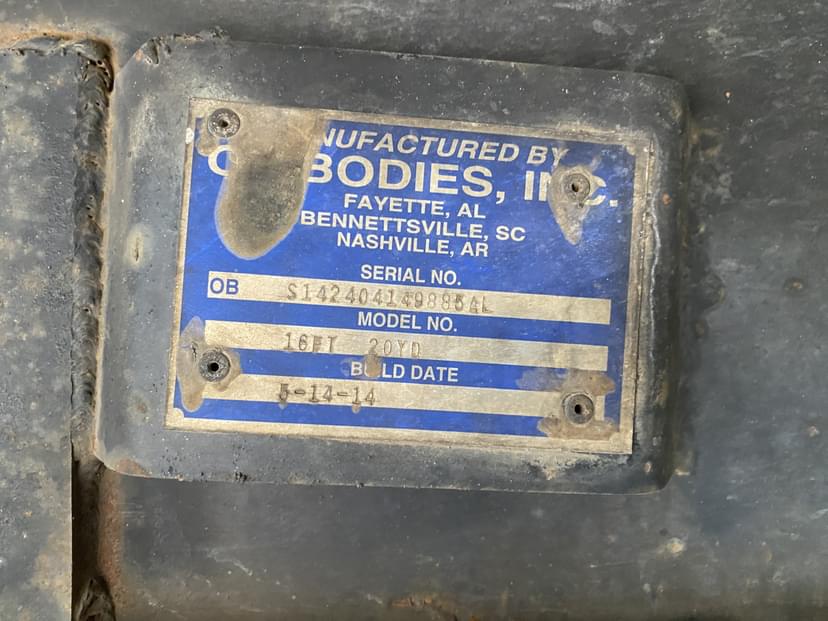 NUFACTURED BY
BODIES, INC.
FAYETTE, AL
BENNETTSVILLE, SC
NASHVILLE, AR
SERIAL NO.
OB S142404149885AL
MODEL NO.
16FT 20YD
BUILD DATE
5-14-14